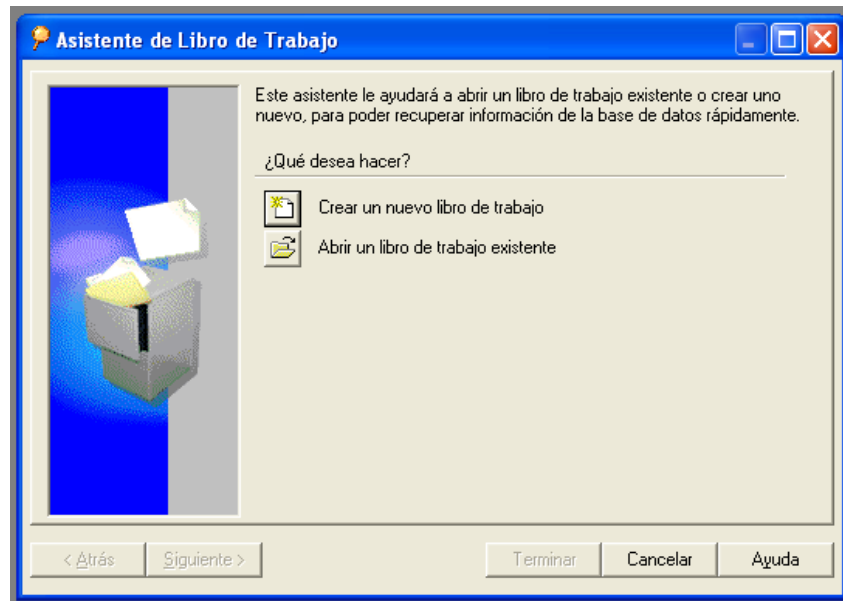 Asistente de Libro de Trabajo
Este asistente le ayudará a abrir un libro de trabajo existente o crear uno
nuevo, para poder recuperar información de la base de datos rápidamente.
¿Qué desea hacer?
Crear un nuevo libro de trabajo
Abrir un libro de trabajo existente
< Atrás Siguiente > Terminar Cancelar Ayuda